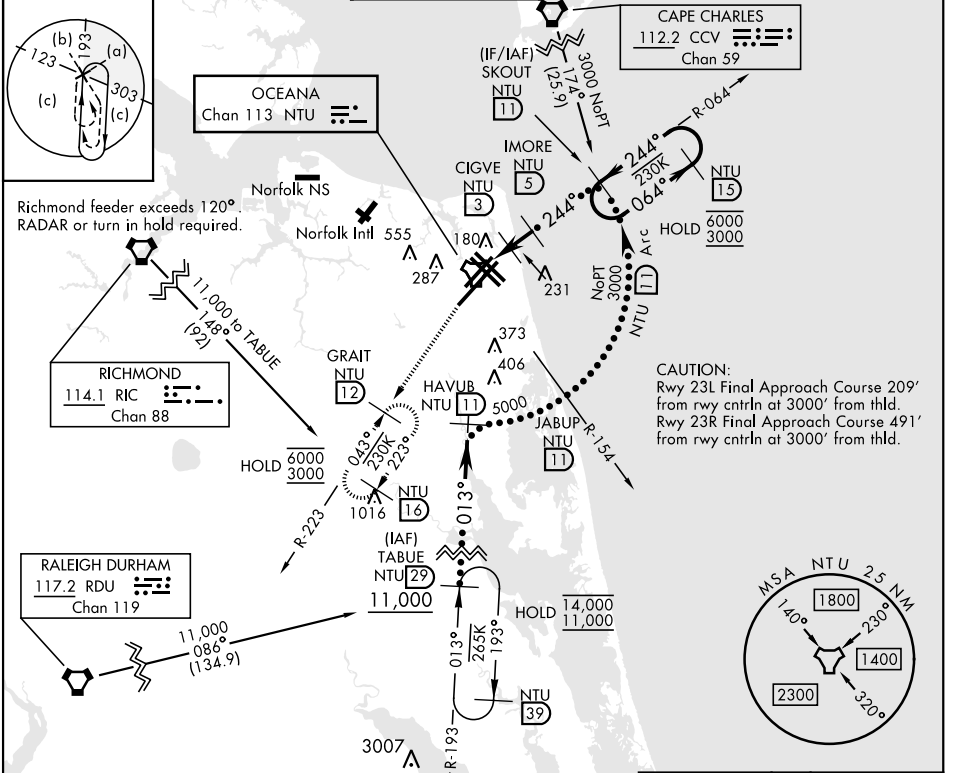 (b)
193
(a)
123
303
(c)
(c)
CAPE CHARLES
112.2 CCV
Chan 59
(IF/IAF)
SKOUT
NTU
11
3000 NoPT
174°
(25.9)
R-064
OCEANA
Chan 113 NTU
IMORE
NTU
5
CIGVE
NTU
3
244°
230K
064°
244°
NTU
15
HOLD 6000
3000
Norfolk NS
Norfolk Intl
555
287
180
231
Richmond feeder exceeds 120°.
RADAR or turn in hold required.
NoPT
3000
NTU 11 Arc
11,000 to TABUE
148°
(92)
RICHMOND
114.1 RIC
Chan 88
GRAIT
NTU
12
373
406
HAVUB
NTU 11
5000
JABUP
NTU
11
R-154
CAUTION:
Rwy 23L Final Approach Course 209'
from rwy cntrln at 3000' from thld.
Rwy 23R Final Approach Course 491'
from rwy cntrln at 3000' from thld.
HOLD 6000
3000
043°
230K
223°
1016
NTU
16
R-223
013°
(IAF)
TABUE
NTU 29
11,000
RALEIGH DURHAM
117.2 RDU
Chan 119
11,000
086°
(134.9)
HOLD 14,000
11,000
013°
265K
193°
NTU
39
R-193
3007
MSA NTU 25 NM
1800
140°
230°
1400
2300
320°